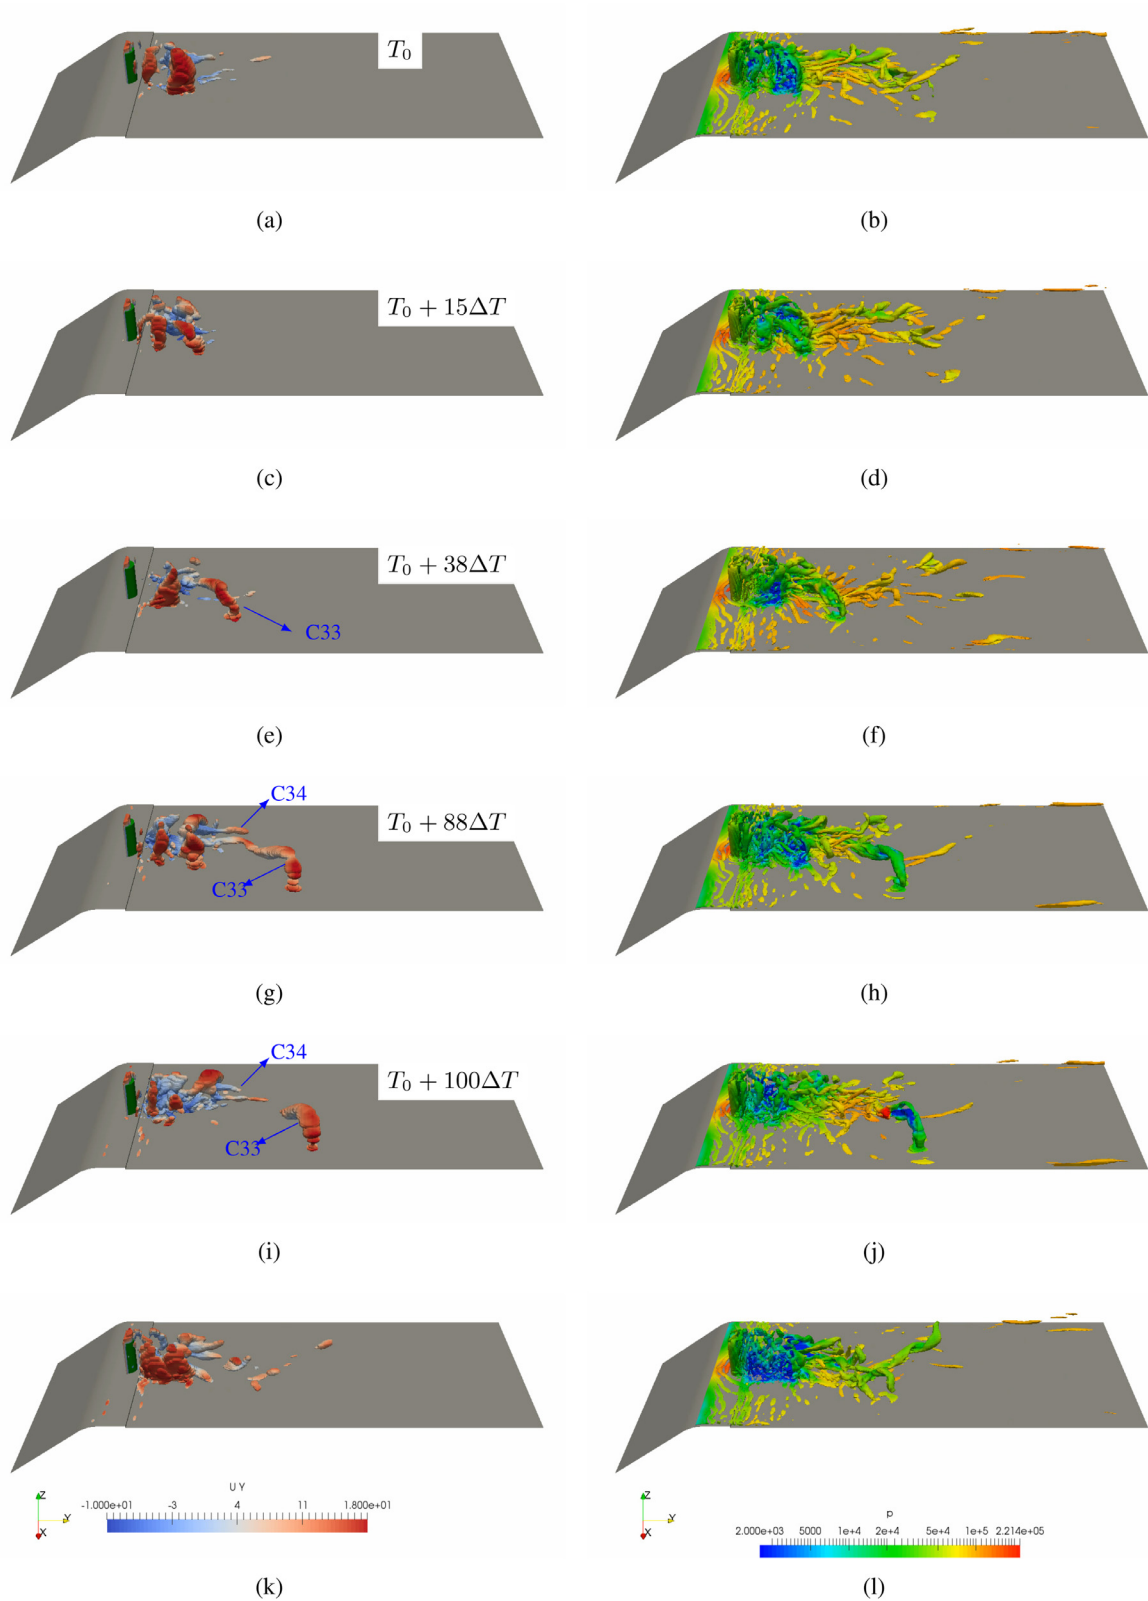 T₀
(a) (b)
T₀ + 15ΔT
(c) (d)
T₀ + 38ΔT
C33
(e) (f)
C34
T₀ + 88ΔT
C33
(g) (h)
C34
T₀ + 100ΔT
C33
(i) (j)
Z
Y
X
U Y
-1.000e+01 -3 4 11 1.800e+01
Z
Y
X
p
2.000e+03 5000 1e+4 2e+4 5e+4 1e+5 2.214e+05
(k) (l)